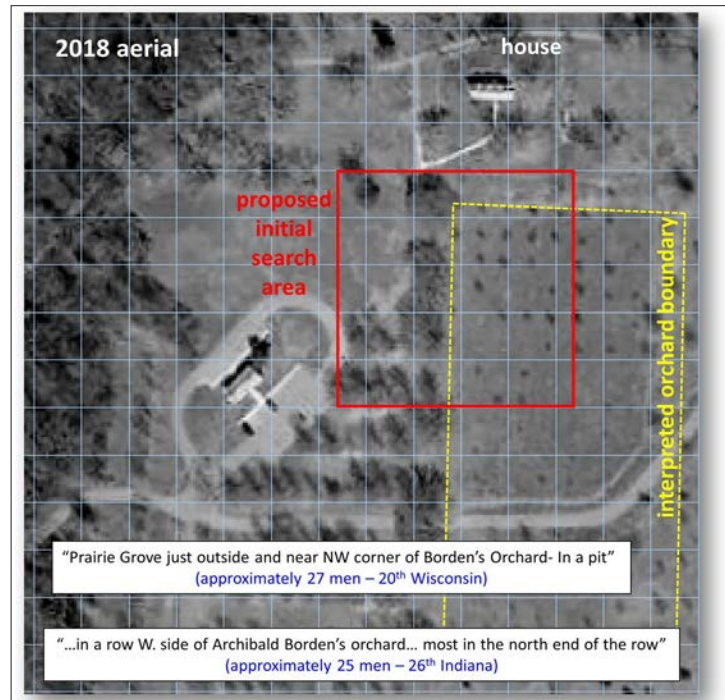 2018 aerial
house
proposed
initial
search
area
interpreted orchard boundary
“Prairie Grove just outside and near NW corner of Borden’s Orchard- In a pit”
(approximately 27 men – 20th Wisconsin)
“…in a row W. side of Archibald Borden’s orchard… most in the north end of the row”
(approximately 25 men – 26th Indiana)